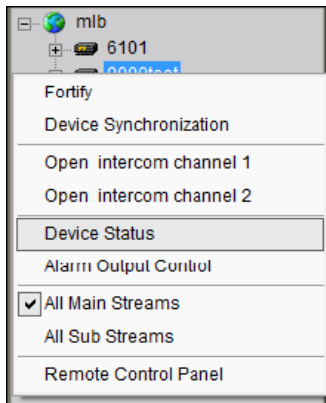 mlb
6101
Fortify
Device Synchronization
Open intercom channel 1
Open intercom channel 2
Device Status
Alarm Output Control
All Main Streams
All Sub Streams
Remote Control Panel